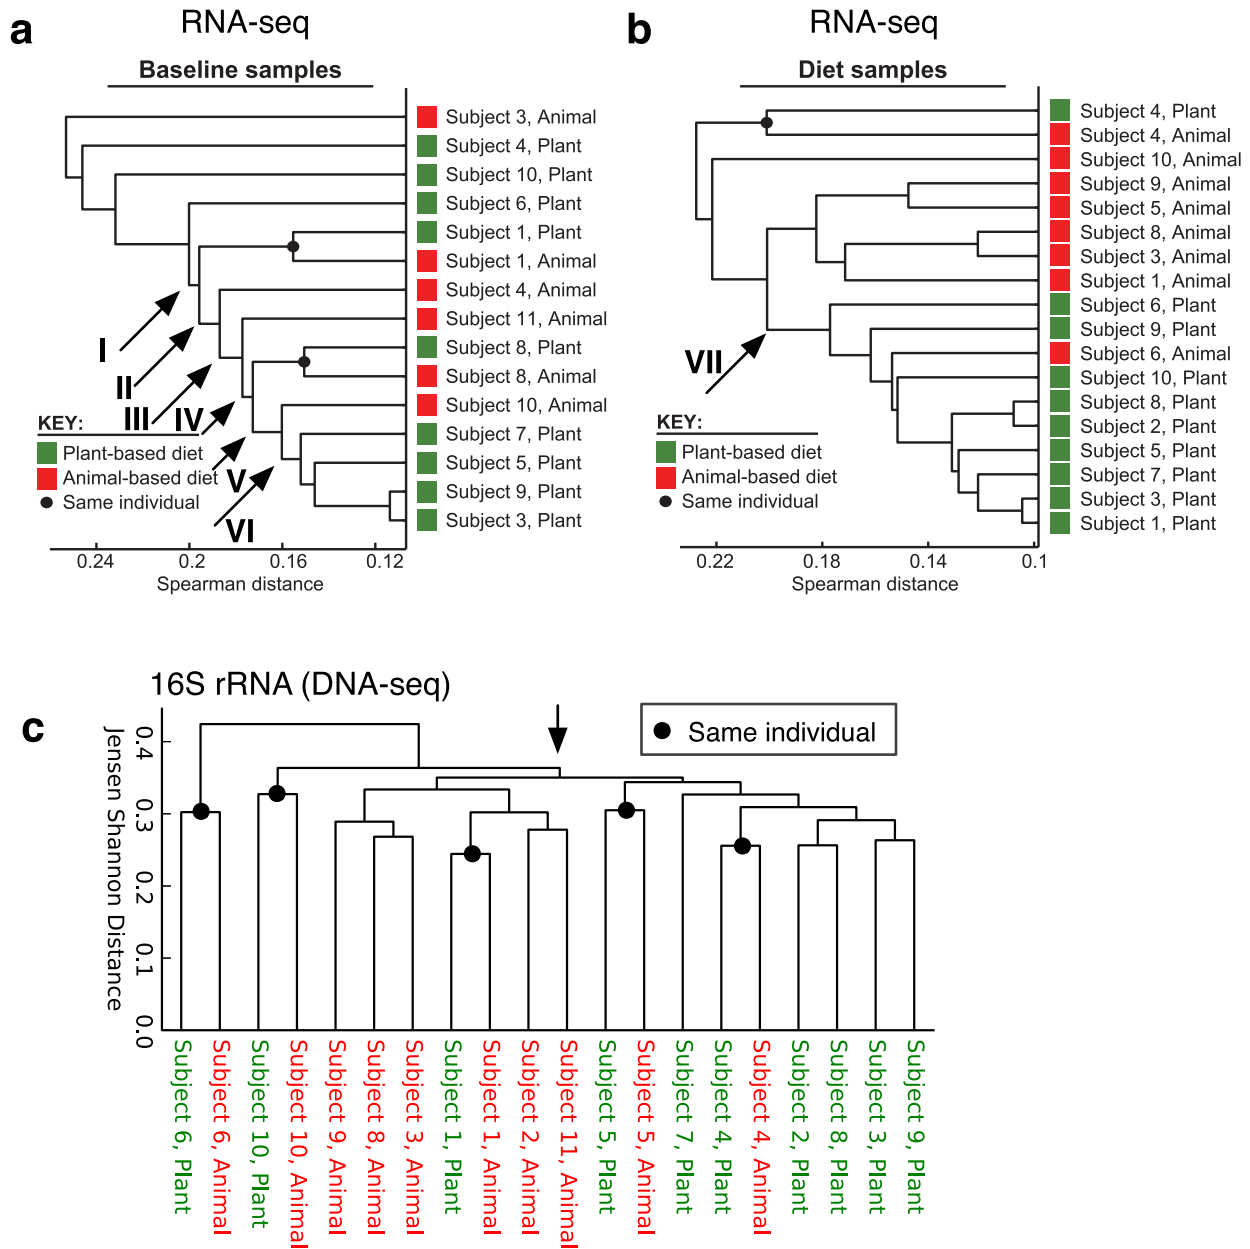 a
RNA-seq
Baseline samples
Subject 3, Animal
Subject 4, Plant
Subject 10, Plant
Subject 6, Plant
Subject 1, Plant
Subject 1, Animal
Subject 4, Animal
Subject 11, Animal
Subject 8, Plant
Subject 8, Animal
Subject 10, Animal
Subject 7, Plant
Subject 5, Plant
Subject 9, Plant
Subject 3, Plant
I
II
III
IV
V
VI
KEY:
Plant-based diet
Animal-based diet
Same individual
0.24 0.2 0.16 0.12
Spearman distance
b
RNA-seq
Diet samples
Subject 4, Plant
Subject 4, Animal
Subject 10, Animal
Subject 9, Animal
Subject 5, Animal
Subject 8, Animal
Subject 3, Animal
Subject 1, Animal
Subject 6, Plant
Subject 9, Plant
Subject 6, Animal
Subject 10, Plant
Subject 8, Plant
Subject 2, Plant
Subject 5, Plant
Subject 7, Plant
Subject 3, Plant
Subject 1, Plant
VII
KEY:
Plant-based diet
Animal-based diet
Same individual
0.22 0.18 0.14 0.1
Spearman distance
c
16S rRNA (DNA-seq)
Same individual
Jensen Shannon Distance
0.4
0.3
0.2
0.1
0.0
Subject 6, Plant
Subject 6, Animal
Subject 10, Plant
Subject 10, Animal
Subject 9, Animal
Subject 8, Animal
Subject 3, Animal
Subject 1, Plant
Subject 1, Animal
Subject 2, Animal
Subject 11, Animal
Subject 5, Plant
Subject 5, Animal
Subject 7, Plant
Subject 4, Plant
Subject 4, Animal
Subject 2, Plant
Subject 8, Plant
Subject 3, Plant
Subject 9, Plant